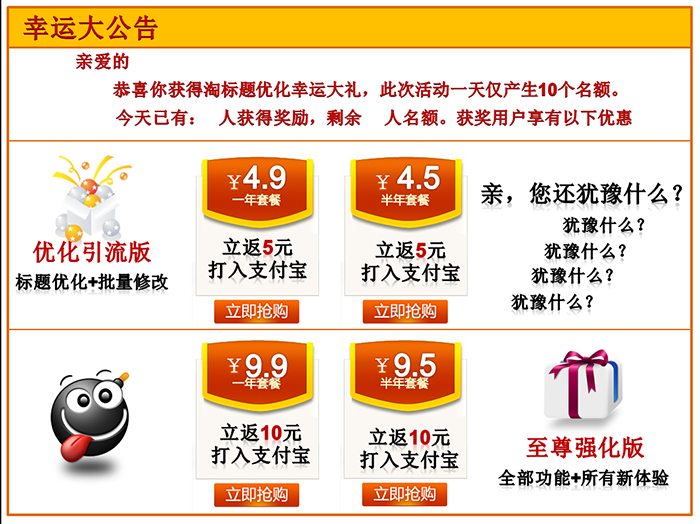 幸运大公告
亲爱的
恭喜你获得淘标题优化幸运大礼，此次活动一天仅产生10个名额。
今天已有： 人获得奖励，剩余 人名额。获奖用户享有以下优惠
优化引流版
标题优化+批量修改
￥4.9
一年套餐
立返5元
打入支付宝
立即抢购
￥4.5
半年套餐
立返5元
打入支付宝
立即抢购
亲，您还犹豫什么？
犹豫什么？
犹豫什么？
犹豫什么？
犹豫什么？
￥9.9
一年套餐
立返10元
打入支付宝
立即抢购
￥9.5
半年套餐
立返10元
打入支付宝
立即抢购
至尊强化版
全部功能+所有新体验